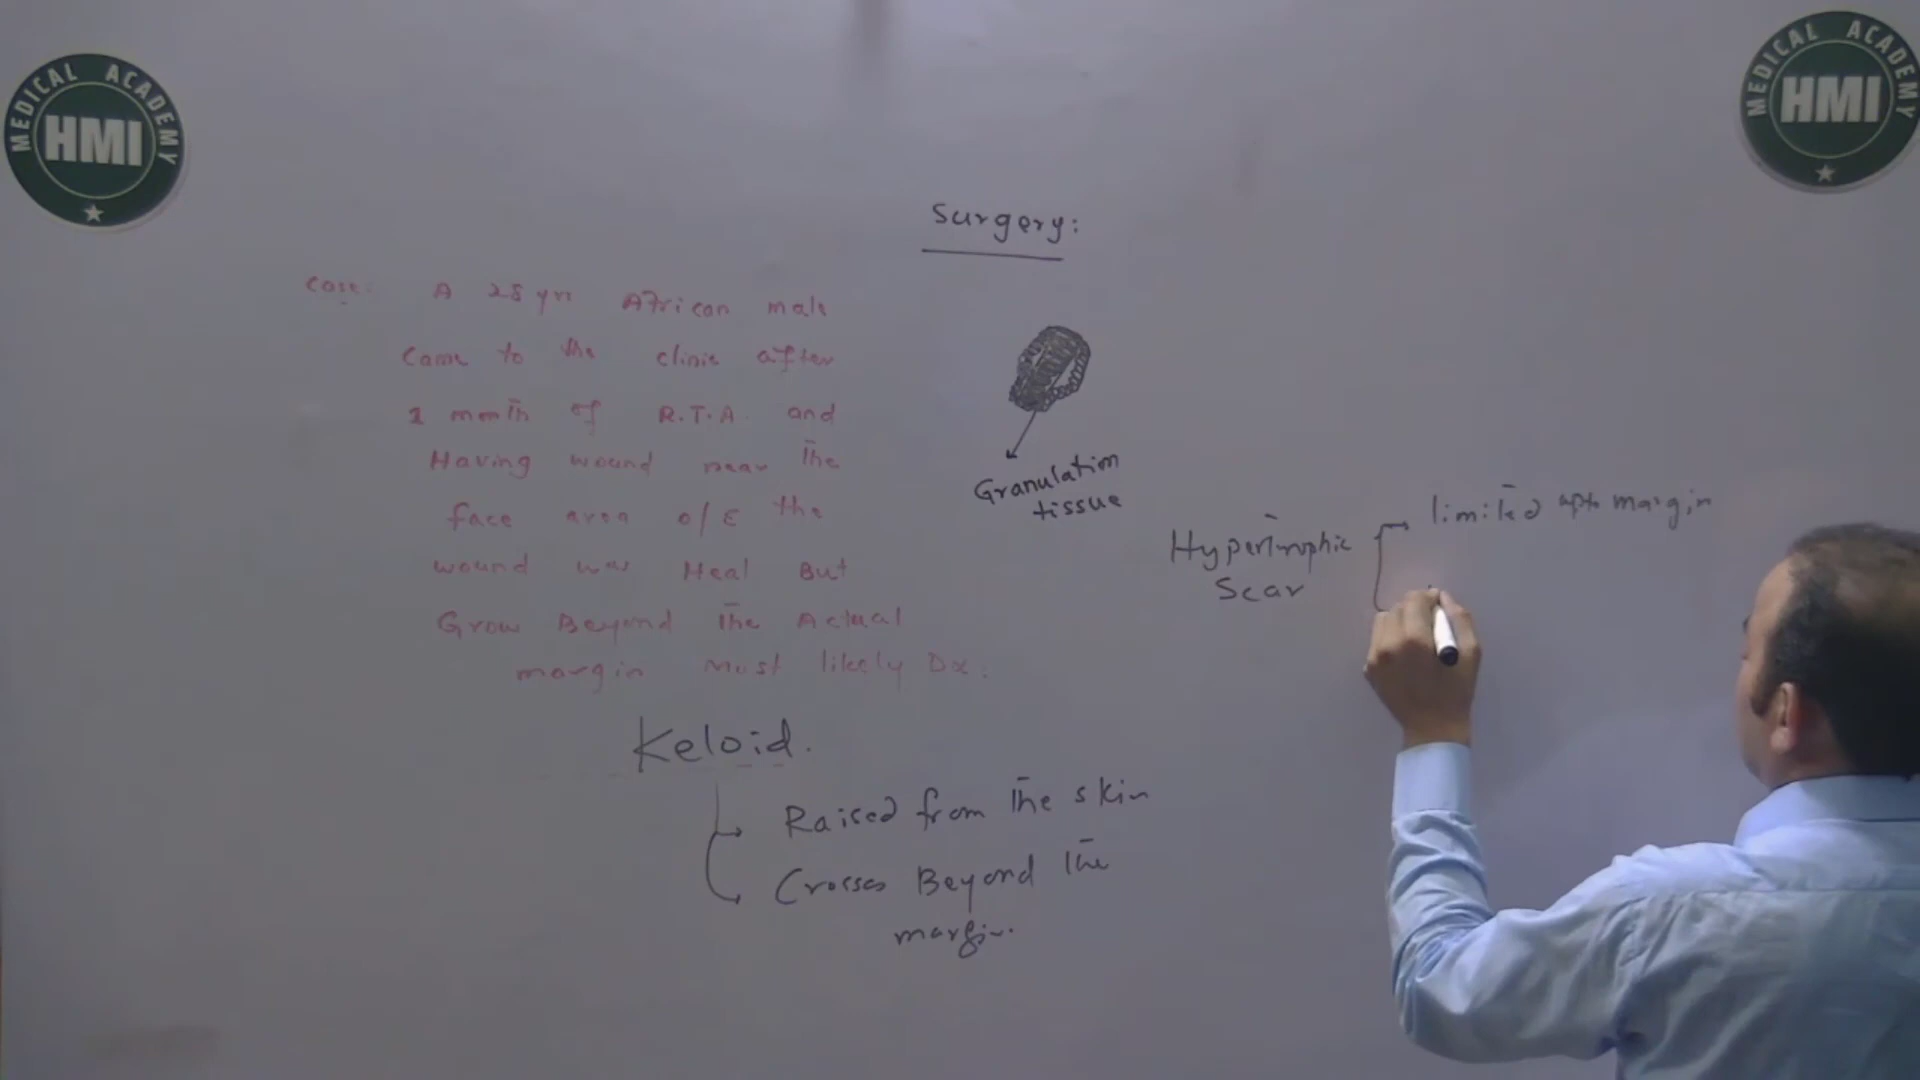 MEDICAL ACADEMY
HMI
MEDICAL ACADEMY
HMI
Surgery:
Case: A 28 yrs African male
Came to the clinic after
1 month of R.T.A. and
Having wound near the
face area o/E the
wound was Heal But
Grow Beyond The Actual
margin Most likely Dx:
Granulation
tissue
Keloid.
Raised from The skin
Crosses Beyond The
margin.
Hypertrophic
Scar
limited upto margin